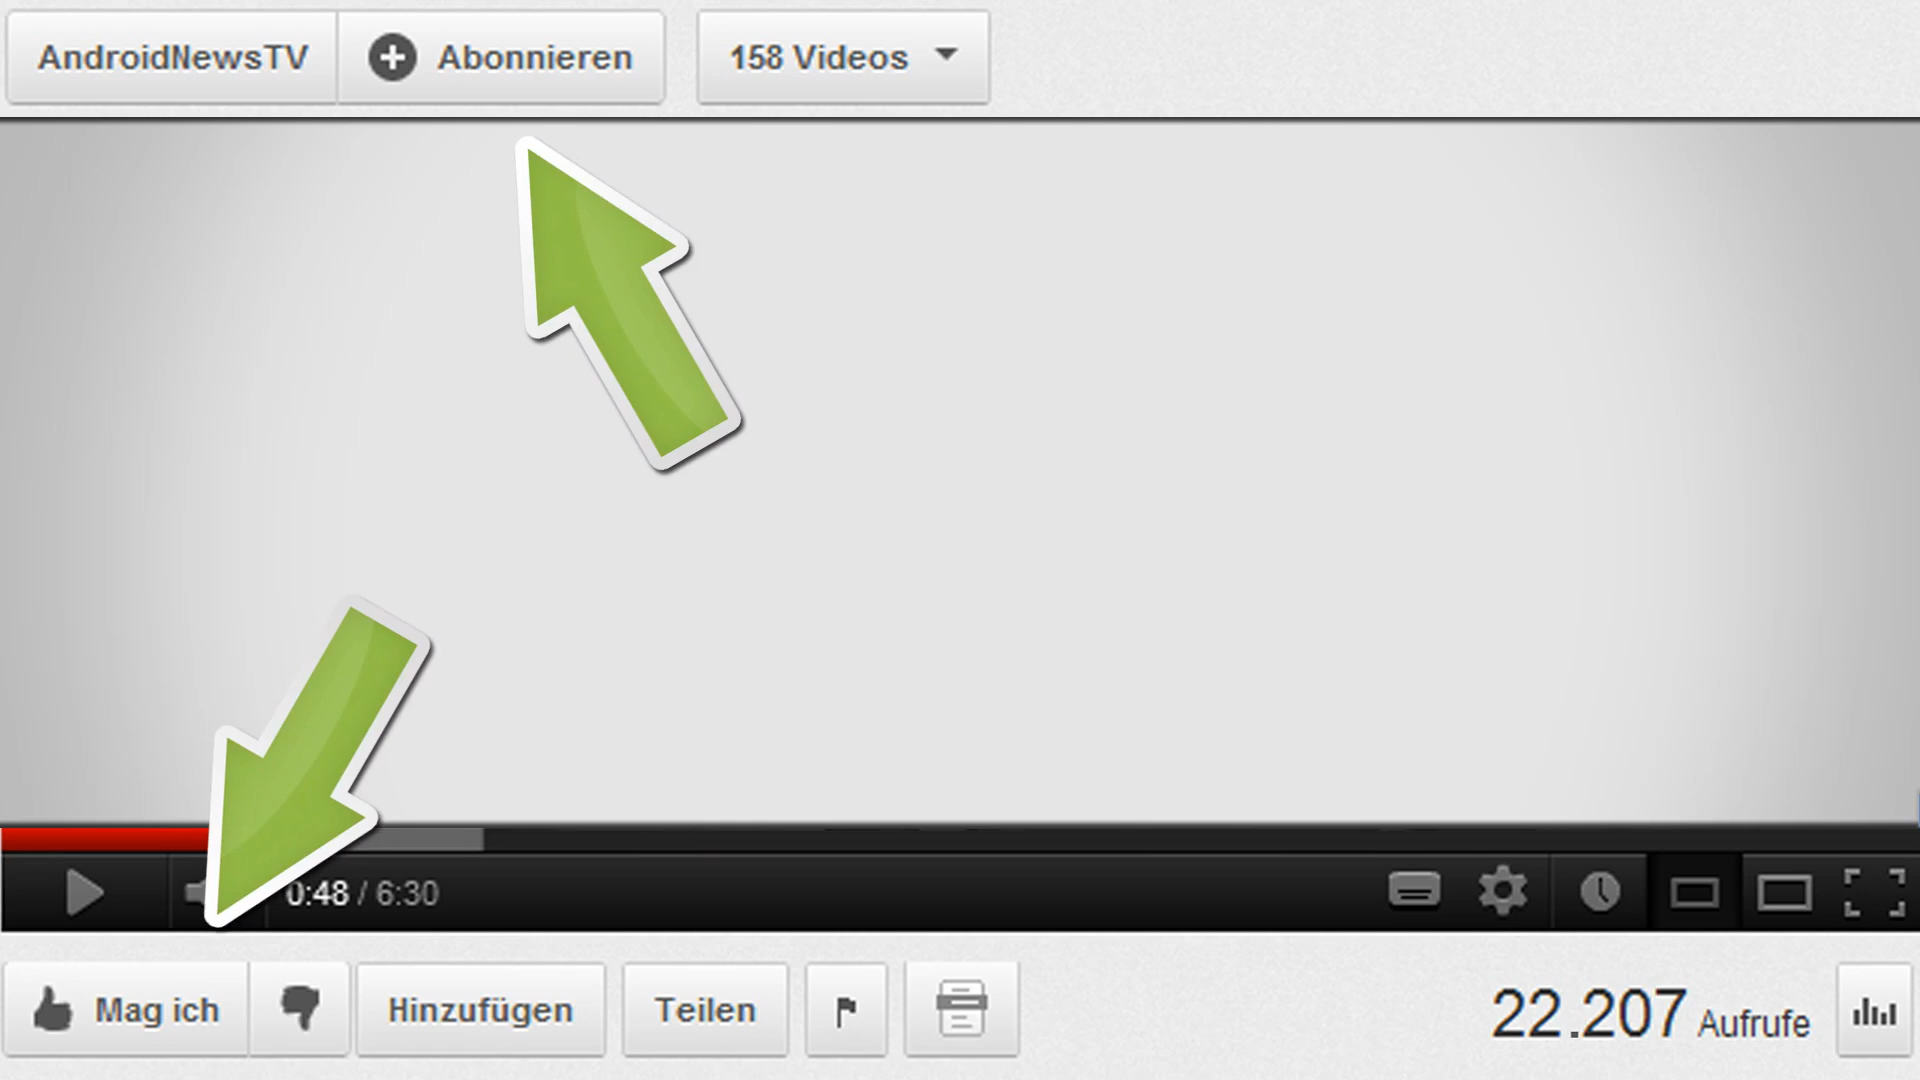 AndroidNewsTV Abonnieren 158 Videos
0:48 / 6:30
Mag ich Hinzufügen Teilen 22.207 Aufrufe